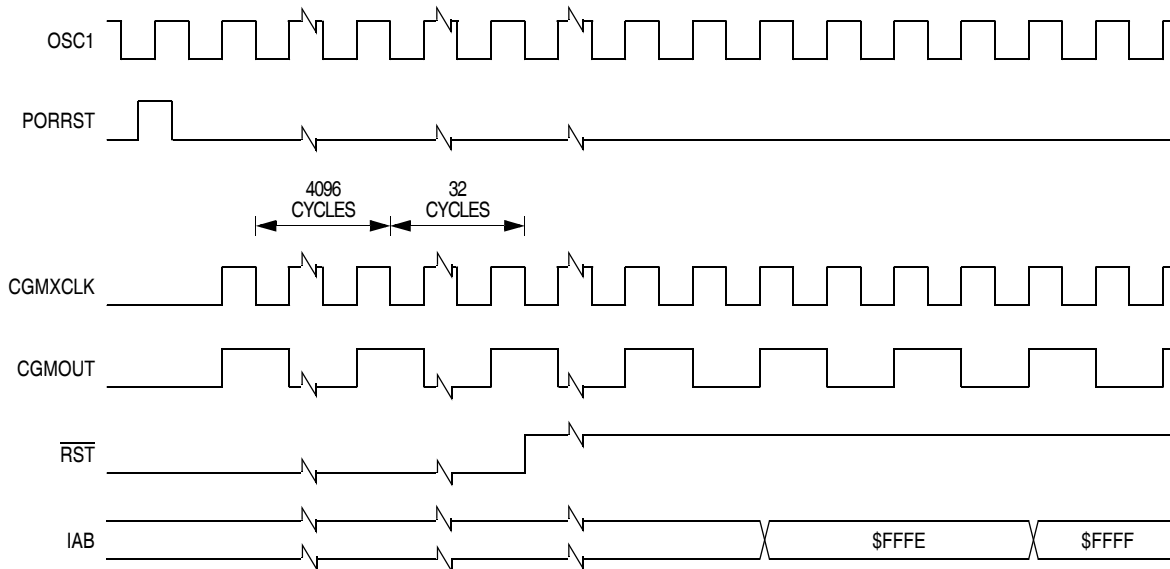 OSC1
PORRST
4096
CYCLES
32
CYCLES
CGMXCLK
CGMOUT
RST
IAB
$FFFE
$FFFF